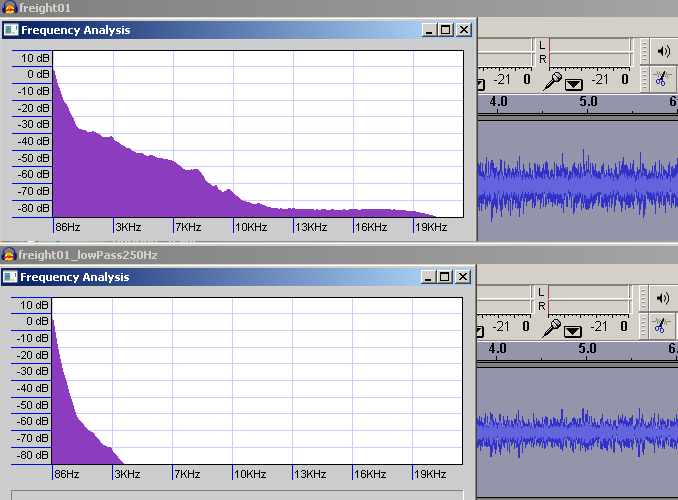 freight01
Frequency Analysis
10 dB
0 dB
-10 dB
-20 dB
-30 dB
-40 dB
-50 dB
-60 dB
-70 dB
-80 dB
86Hz 3KHz 7KHz 10KHz 13KHz 16KHz 19KHz
L
R
-21 0 -21 0
4.0 5.0 6
freight01_lowPass250Hz
Frequency Analysis
10 dB
0 dB
-10 dB
-20 dB
-30 dB
-40 dB
-50 dB
-60 dB
-70 dB
-80 dB
86Hz 3KHz 7KHz 10KHz 13KHz 16KHz 19KHz
L
R
-21 0 -21 0
4.0 5.0 6.